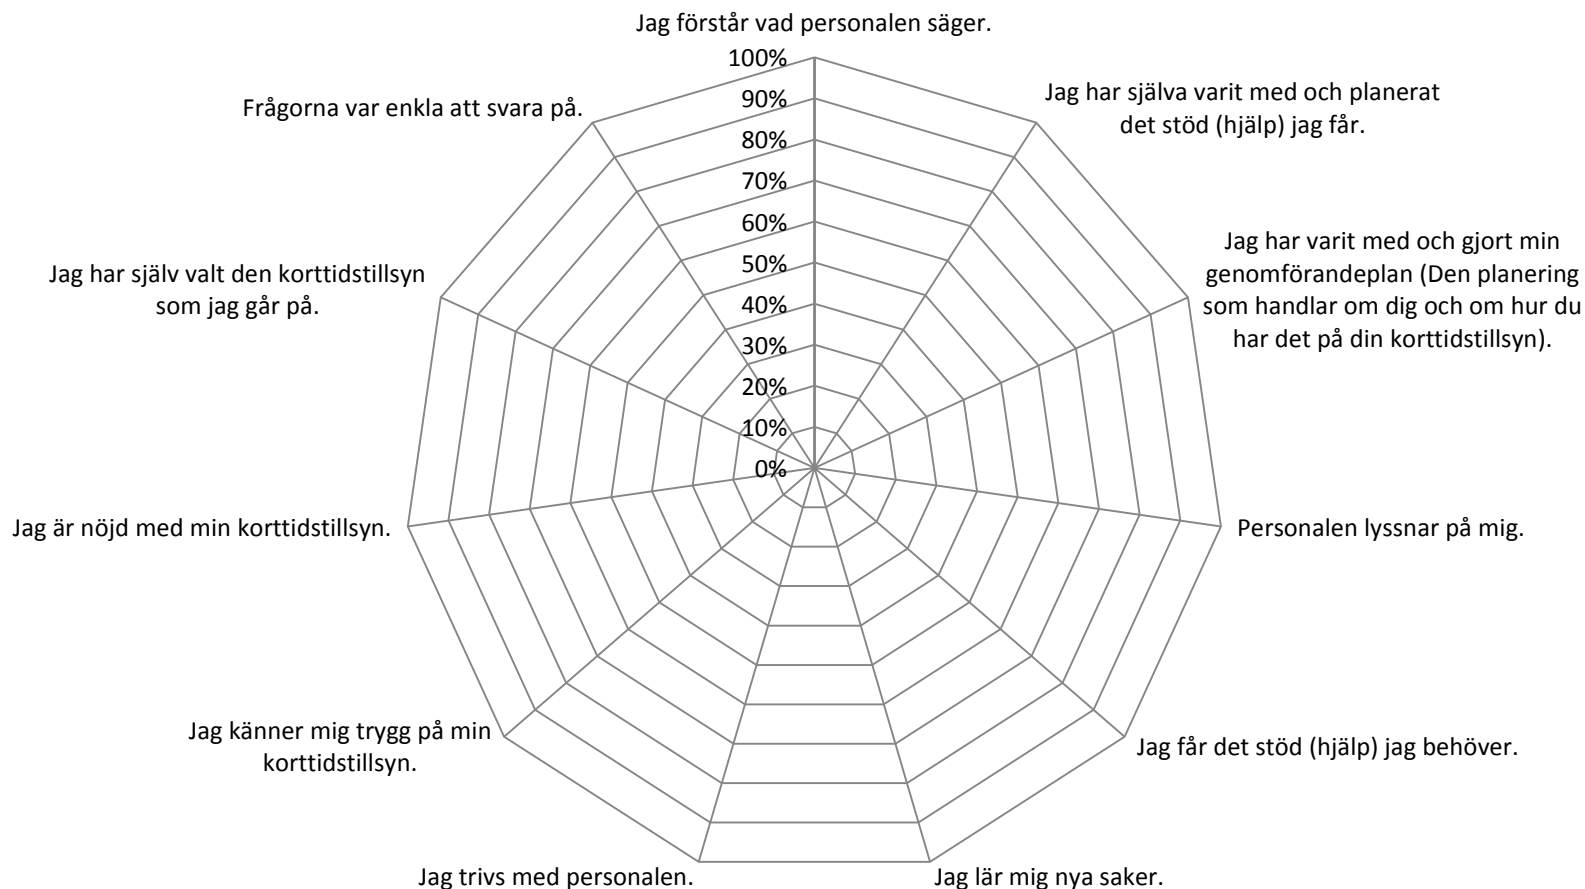 Jag förstår vad personalen säger.
100%
90%
80%
70%
60%
50%
40%
30%
20%
10%
0%
Jag har själva varit med och planerat
det stöd (hjälp) jag får.
Jag har varit med och gjort min
genomförandeplan (Den planering
som handlar om dig och om hur du
har det på din korttidstillsyn).
Personalen lyssnar på mig.
Jag får det stöd (hjälp) jag behöver.
Jag lär mig nya saker.
Jag trivs med personalen.
Jag känner mig trygg på min
korttidstillsyn.
Jag är nöjd med min korttidstillsyn.
Jag har själv valt den korttidstillsyn
som jag går på.
Frågorna var enkla att svara på.